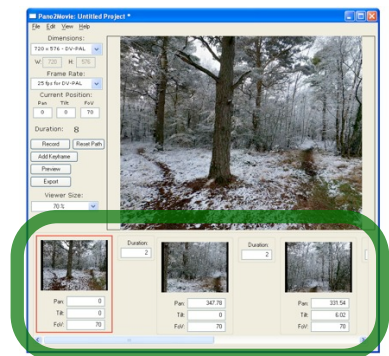 Pano2Movie: Untitled Project *
File Edit View Help
Dimensions:
720 x 576 - DV-PAL
W: 720 H: 576
Frame Rate:
25 fps for DV-PAL
Current Position:
Pan Tilt FoV
0 0 70
Duration: 8
Record Reset Path
Add Keyframe
Preview
Export
Viewer Size:
70 %
Duration: Duration:
2 2
Pan: 0 Pan: 347.78 Pan: 331.54
Tilt: 0 Tilt: 0 Tilt: 6.02
FoV: 70 FoV: 70 FoV: 70